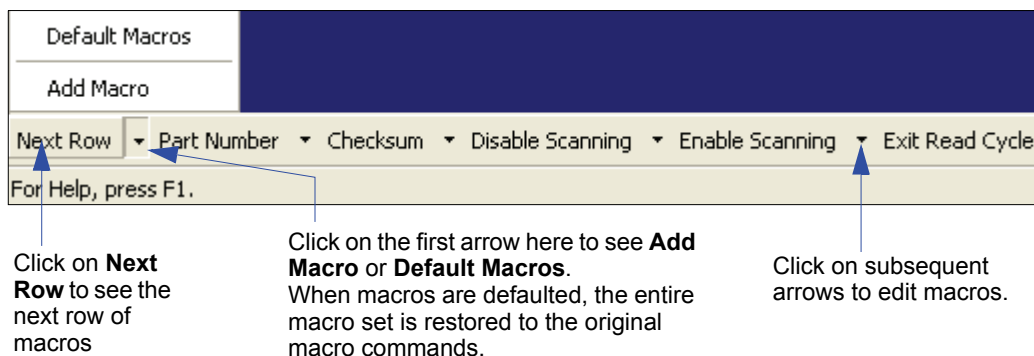 Default Macros
Add Macro
Next Row Part Number Checksum Disable Scanning Enable Scanning Exit Read Cycle
For Help, press F1.
Click on Next
Row to see the
next row of
macros
Click on the first arrow here to see Add
Macro or Default Macros.
When macros are defaulted, the entire
macro set is restored to the original
macro commands.
Click on subsequent
arrows to edit macros.